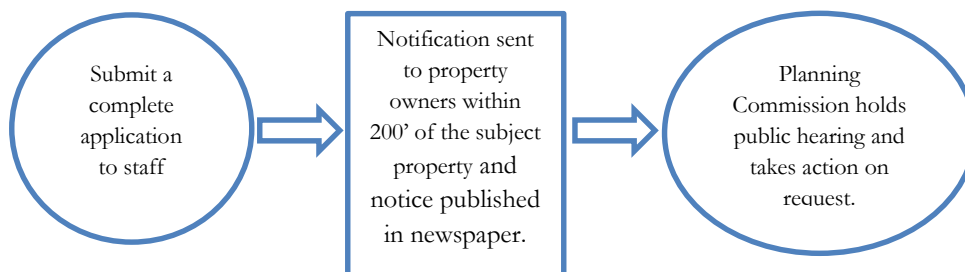 Submit a
complete
application
to staff
Notification sent
to property
owners within
200’ of the subject
property and
notice published
in newspaper.
Planning
Commission holds
public hearing and
takes action on
request.